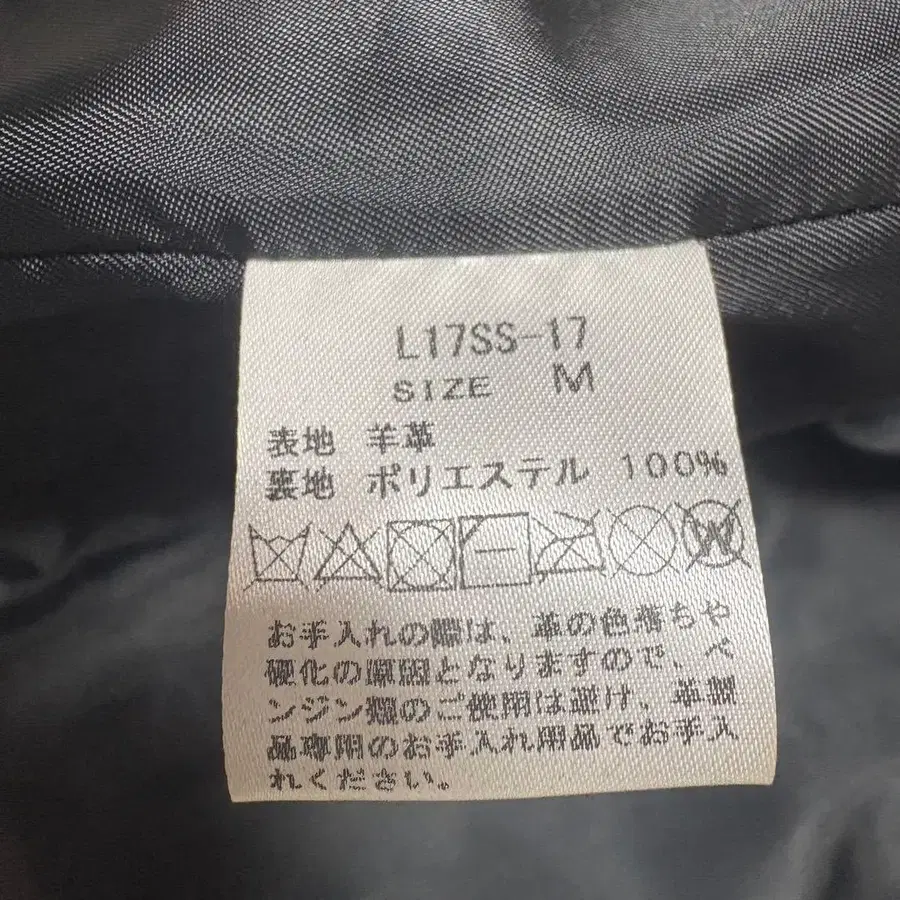 L17SS-17
SIZE M
表地 羊革
裏地 ポリエステル 100%
W
お手入れの際は、革の色落ちや
硬化の原因となりますので、ベ
ンジン類のご使用は避け、革製
品専用のお手入れ用品でお手入
れください。